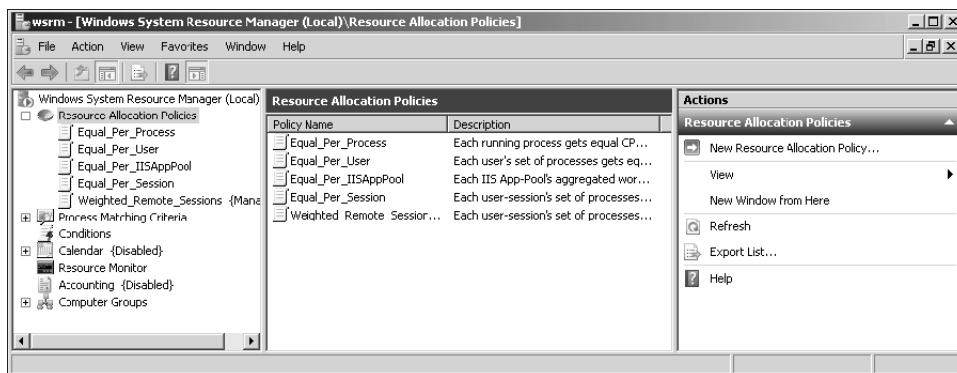 wsrm - [Windows System Resource Manager (Local)\Resource Allocation Policies]
File Action View Favorites Window Help
Windows System Resource Manager (Local)
Resource Allocation Policies
Equal_Per_Process
Equal_Per_User
Equal_Per_IISAppPool
Equal_Per_Session
Weighted_Remote_Sessions {Mana
Process Matching Criteria
Conditions
Calendar {Disabled}
Resource Monitor
Accounting {Disabled}
Computer Groups
Resource Allocation Policies
Policy Name Description
Equal_Per_Process Each running process gets equal CP...
Equal_Per_User Each user's set of processes gets eq...
Equal_Per_IISAppPool Each IIS App-Pool's aggregated wor...
Equal_Per_Session Each user-session's set of processes...
Weighted_Remote_Session... Each user-session's set of processes...
Actions
Resource Allocation Policies
New Resource Allocation Policy...
View
New Window from Here
Refresh
Export List...
Help